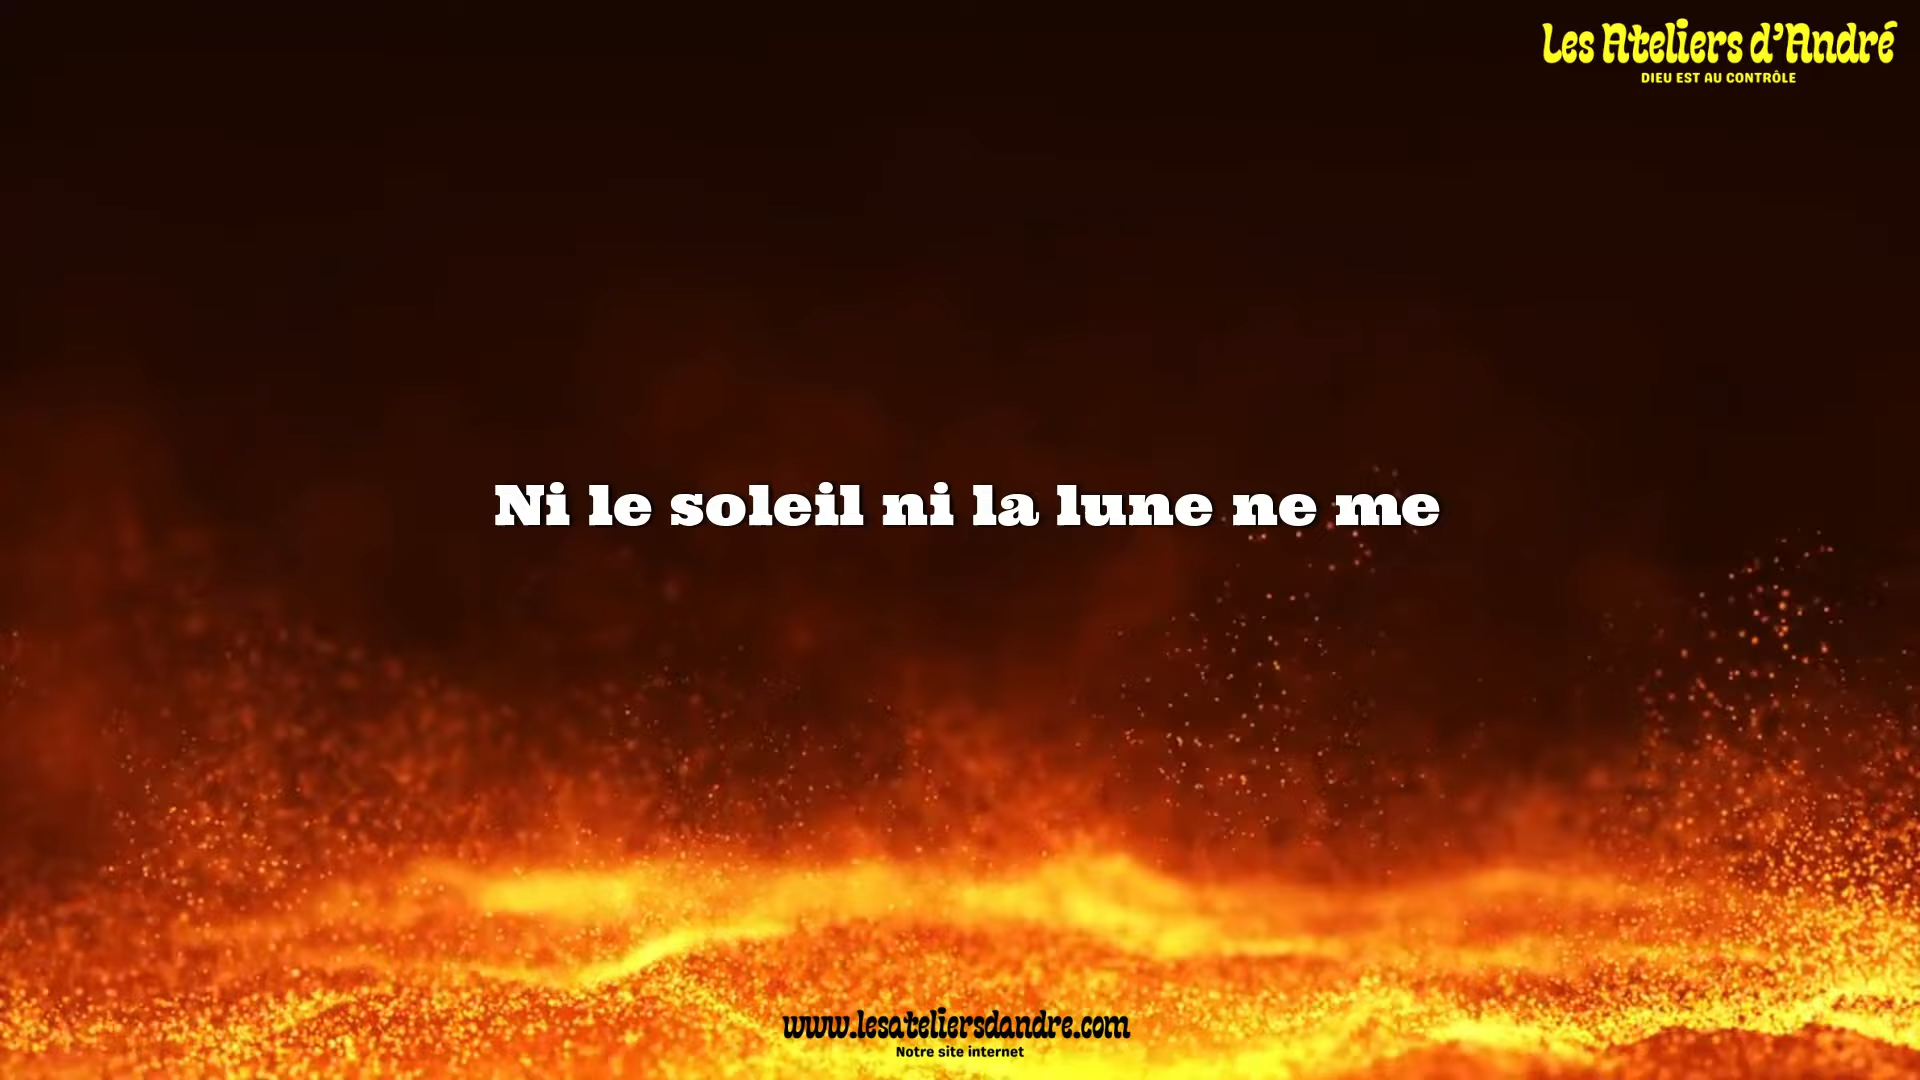 Les Ateliers d'André
DIEU EST AU CONTRÔLE
Ni le soleil ni la lune ne me
www.lesateliersdandre.com
Notre site internet